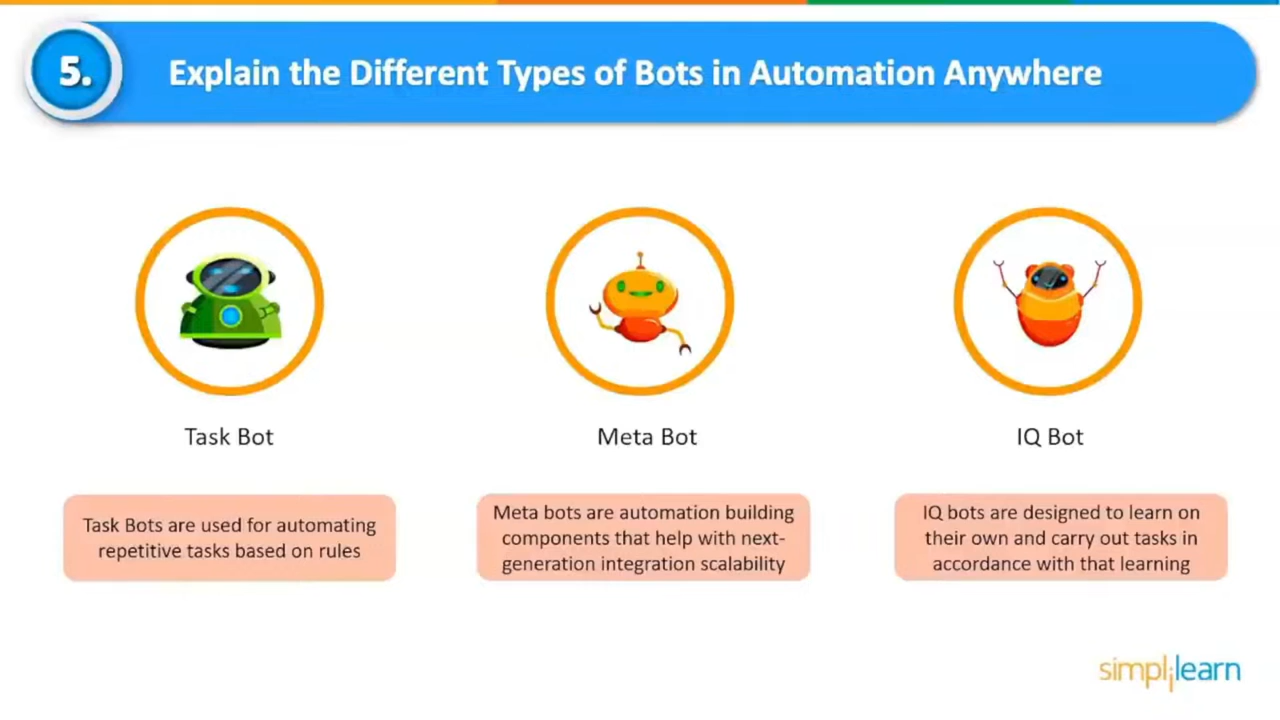 5.
Explain the Different Types of Bots in Automation Anywhere
Task Bot
Task Bots are used for automating
repetitive tasks based on rules
Meta Bot
Meta bots are automation building
components that help with next-
generation integration scalability
IQ Bot
IQ bots are designed to learn on
their own and carry out tasks in
accordance with that learning
simplilearn